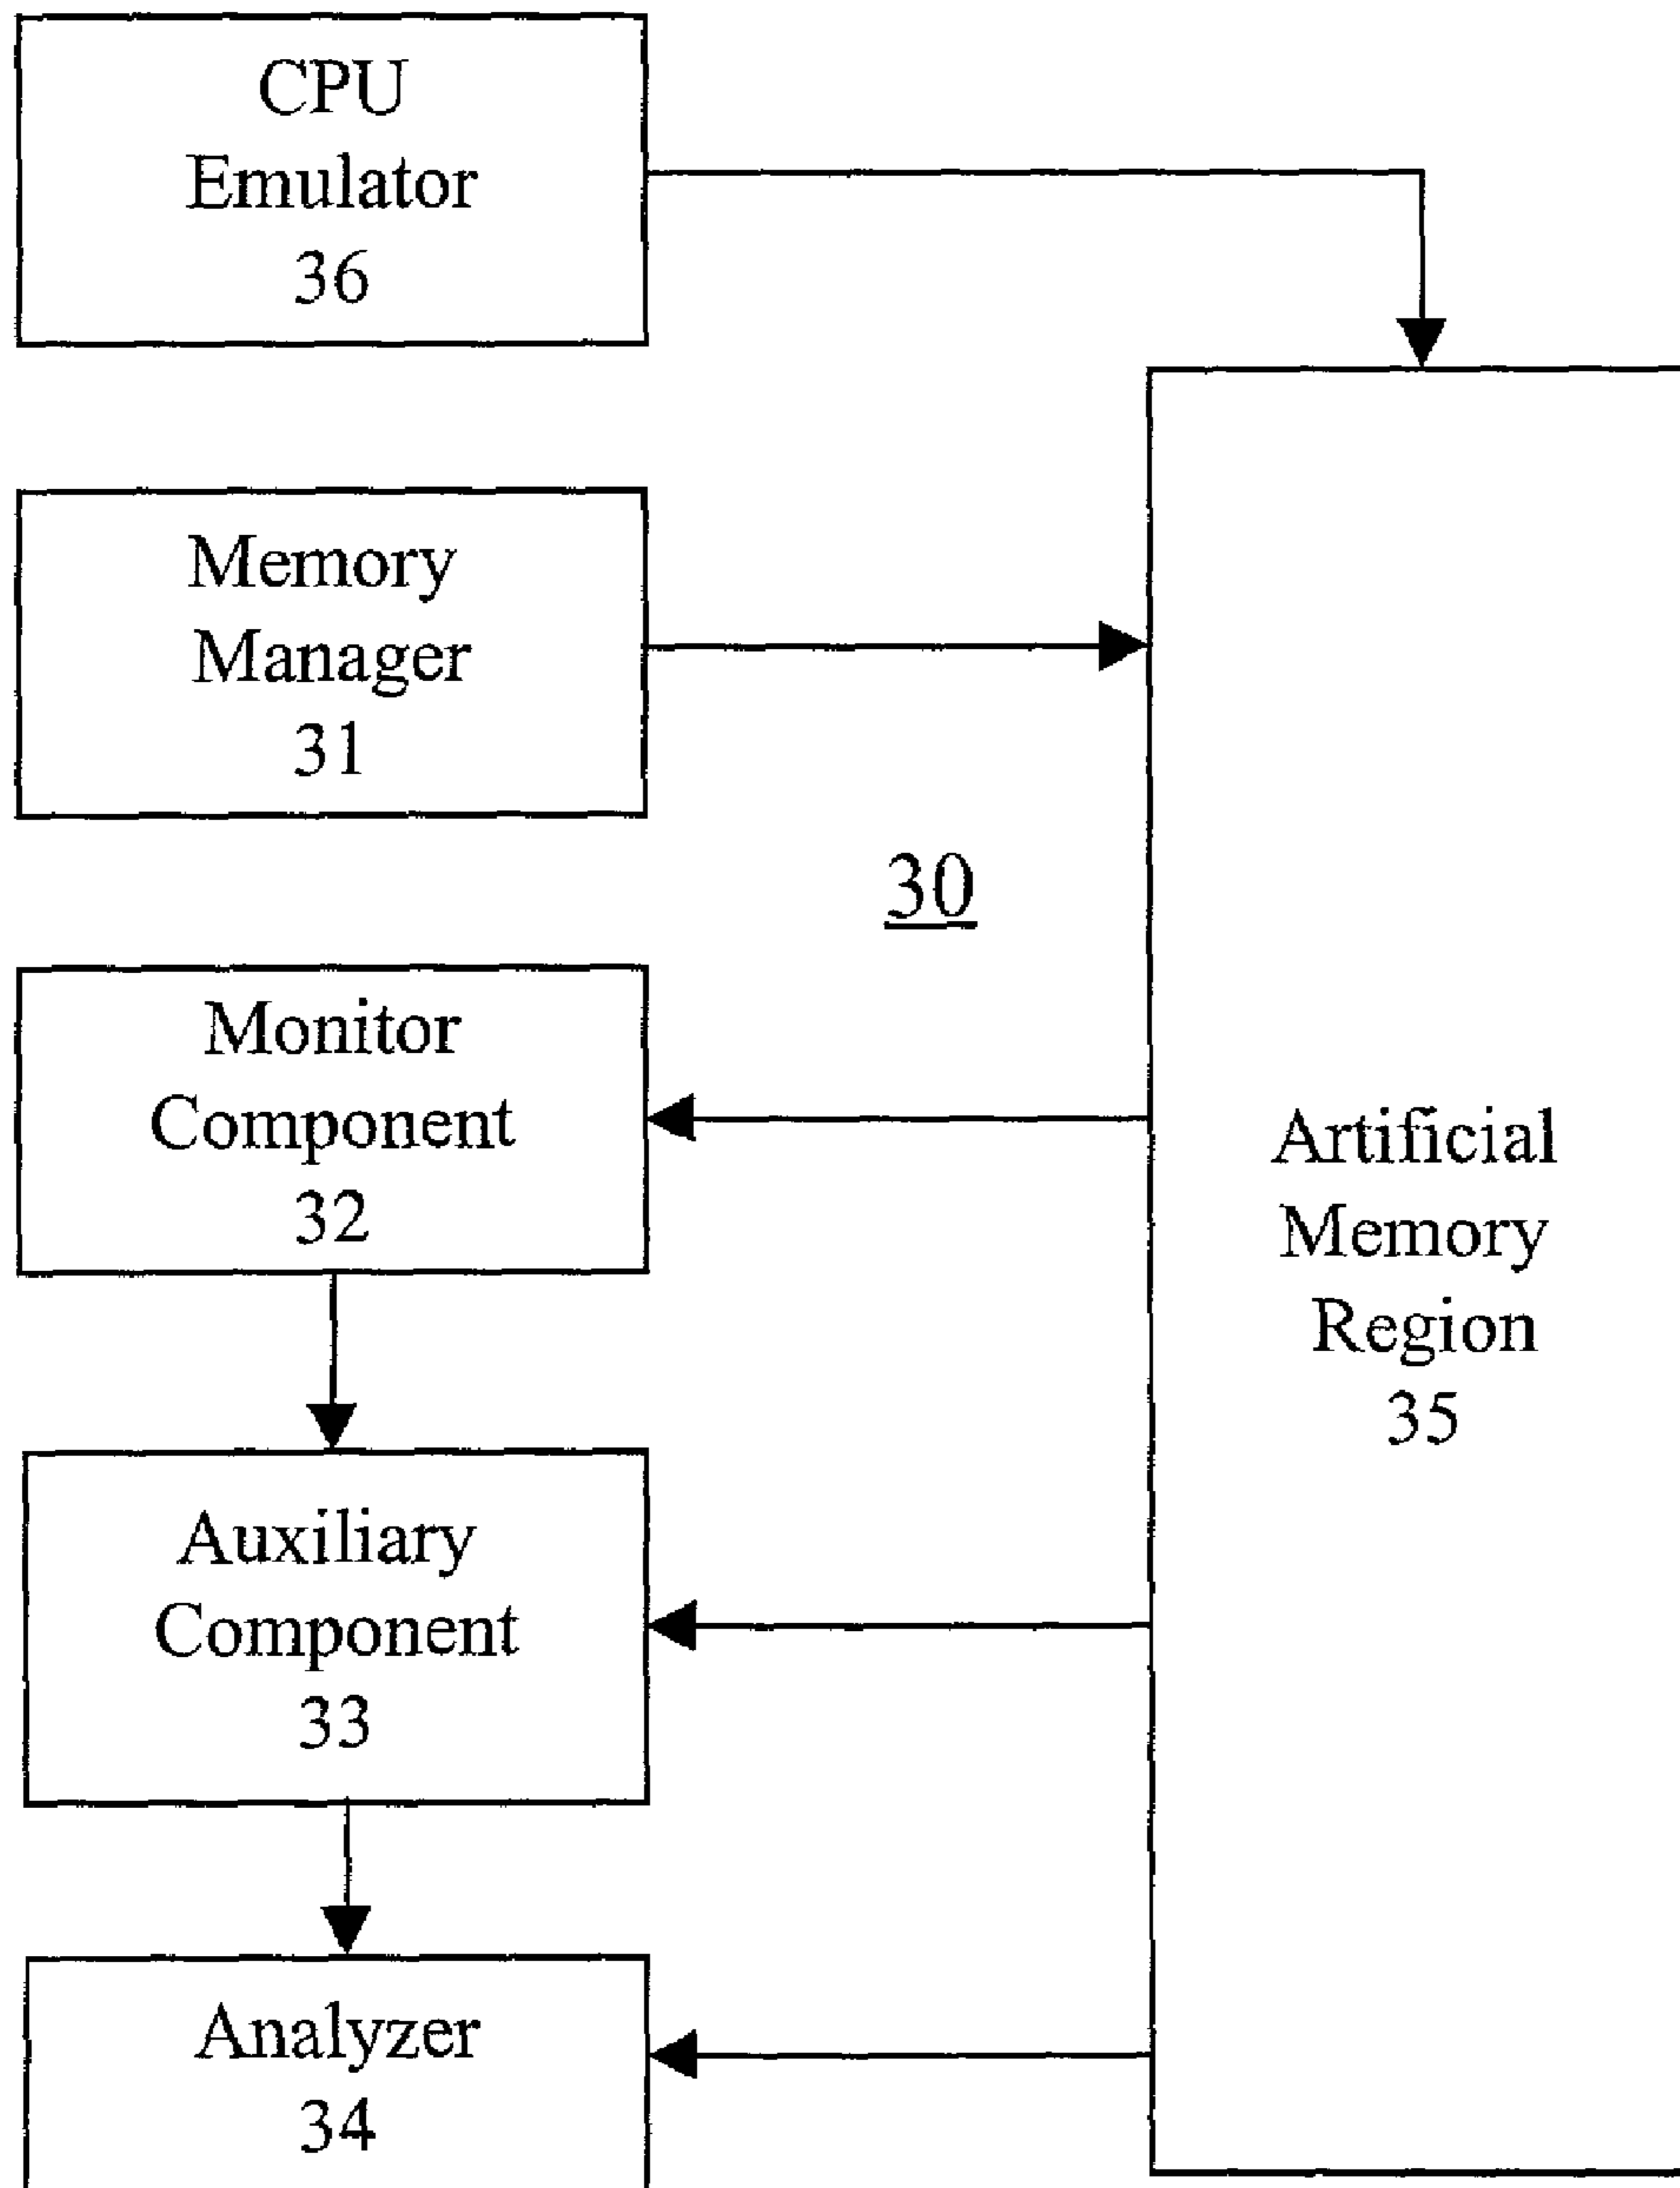 CPU
Emulator
36
Memory
Manager
31
30
Monitor
Component
32
Artificial
Memory
Region
35
Auxiliary
Component
33
Analyzer
34